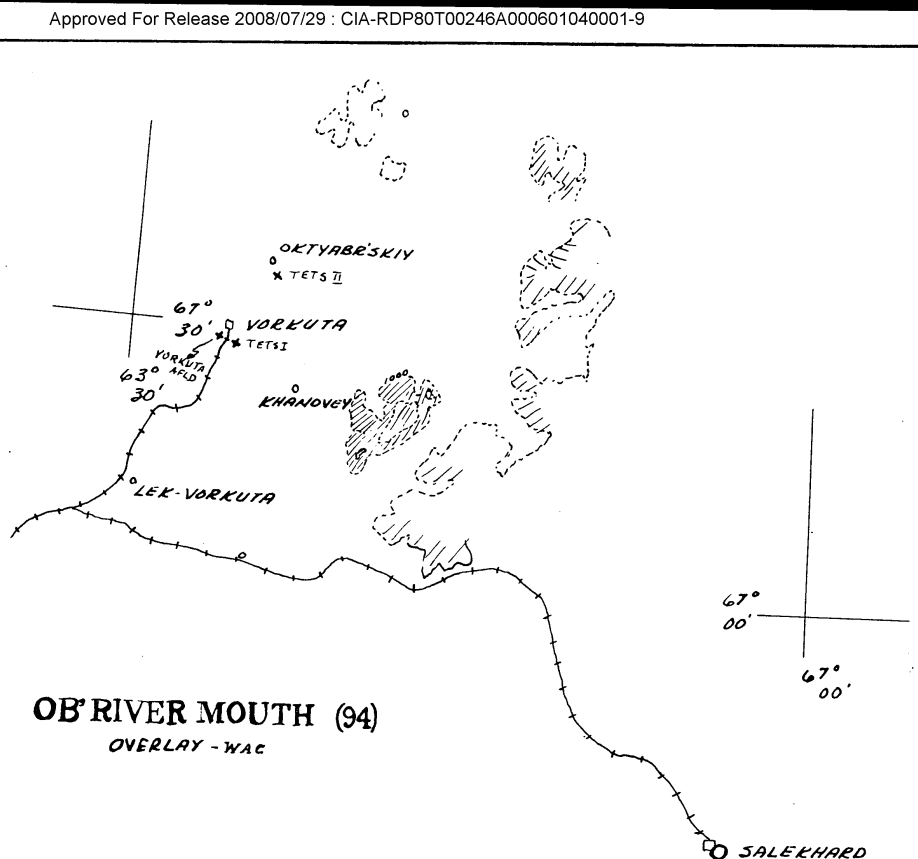 Approved For Release 2008/07/29 : CIA-RDP80T00246A000601040001-9
OKTYABR'SKIY
TETS II
67°
30'
VORKUTA
TETS I
VORKUTA
AFLD
63°
30'
1000
KHANOVEY
LEK-VORKUTA
67°
00'
67°
00'
OB' RIVER MOUTH (94)
OVERLAY - WAC
SALEKHARD